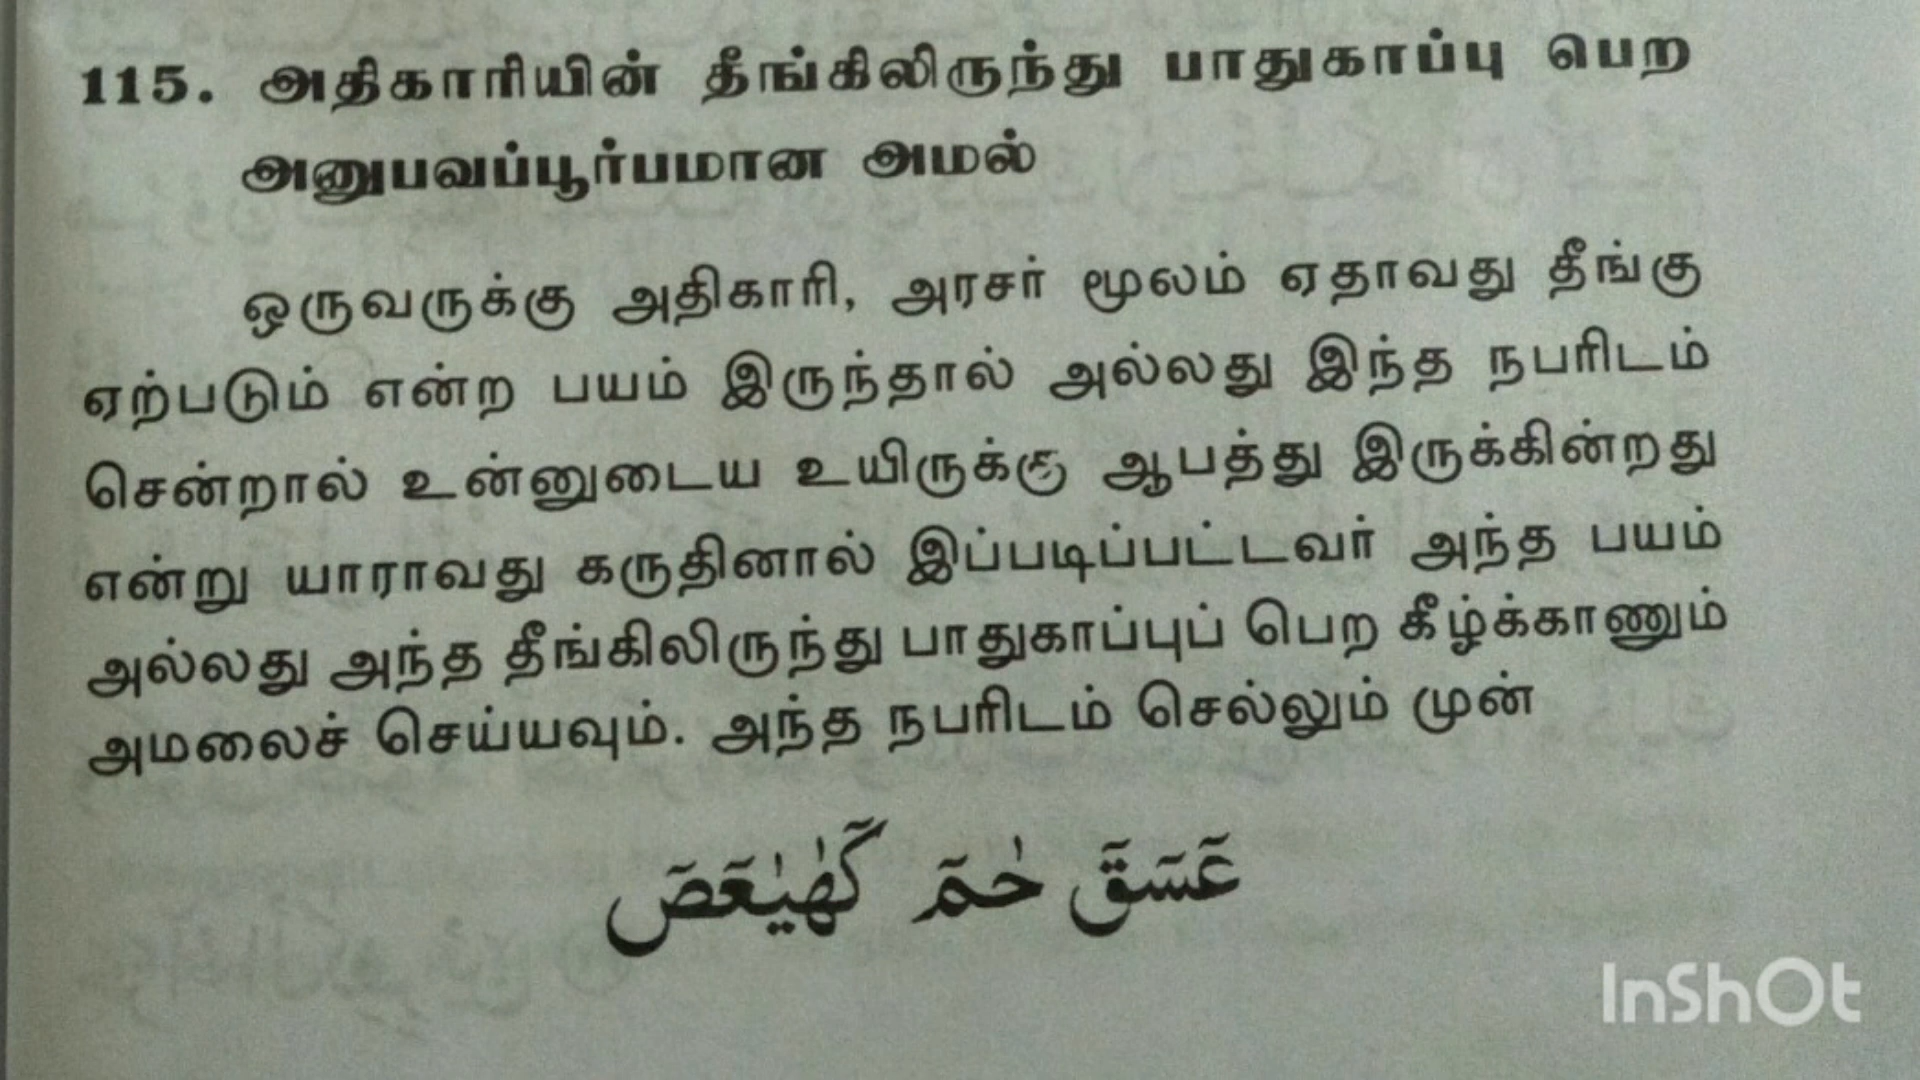 115. அதிகாரியின் தீங்கிலிருந்து பாதுகாப்பு பெற
அனுபவப்பூர்பமான அமல்
ஒருவருக்கு அதிகாரி, அரசர் மூலம் ஏதாவது தீங்கு
ஏற்படும் என்ற பயம் இருந்தால் அல்லது இந்த நபரிடம்
சென்றால் உன்னுடைய உயிருக்கு ஆபத்து இருக்கின்றது
என்று யாராவது கருதினால் இப்படிப்பட்டவர் அந்த பயம்
அல்லது அந்த தீங்கிலிருந்து பாதுகாப்புப் பெற கீழ்க்காணும்
அமலைச் செய்யவும். அந்த நபரிடம் செல்லும் முன்
عٓسٓقٓ حٰمٓ كٓهٰيٰعٓصٓ
InShOt